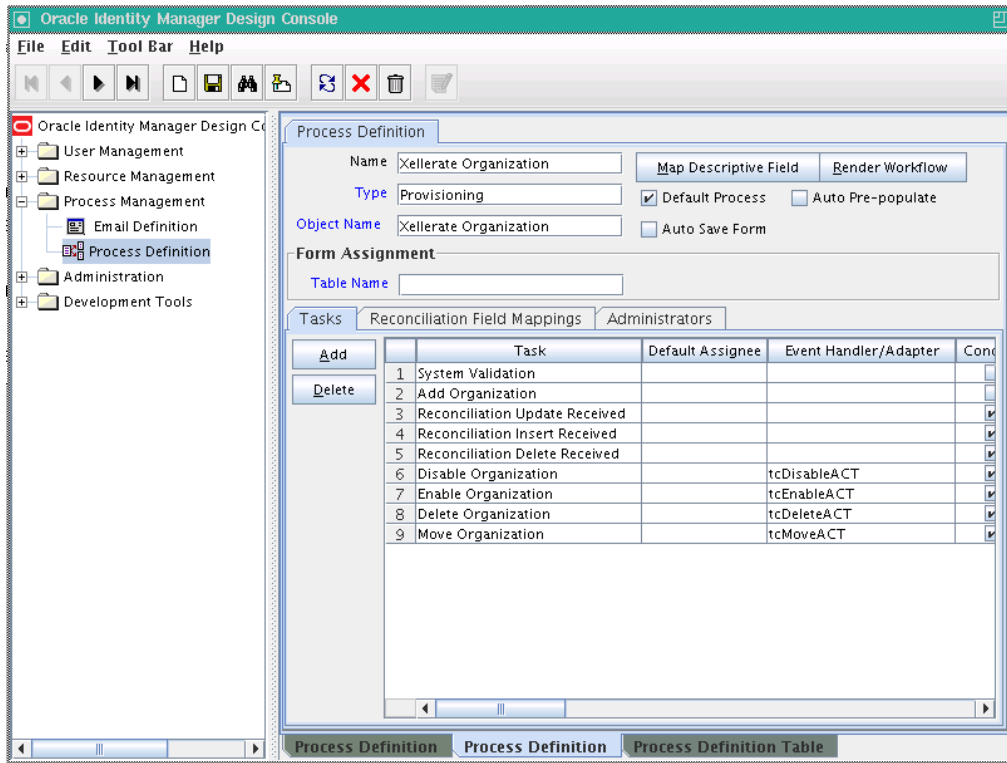 Oracle Identity Manager Design Console
File Edit Tool Bar Help
Oracle Identity Manager Design Co
User Management
Resource Management
Process Management
Email Definition
Process Definition
Administration
Development Tools
Process Definition
Name Xellerate Organization Map Descriptive Field Render Workflow
Type Provisioning Default Process Auto Pre-populate
Object Name Xellerate Organization Auto Save Form
Form Assignment
Table Name
Tasks Reconciliation Field Mappings Administrators
Add
Delete
Task Default Assignee Event Handler/Adapter Conc
1 System Validation
2 Add Organization
3 Reconciliation Update Received
4 Reconciliation Insert Received
5 Reconciliation Delete Received
6 Disable Organization tcDisableACT
7 Enable Organization tcEnableACT
8 Delete Organization tcDeleteACT
9 Move Organization tcMoveACT
Process Definition Process Definition Process Definition Table